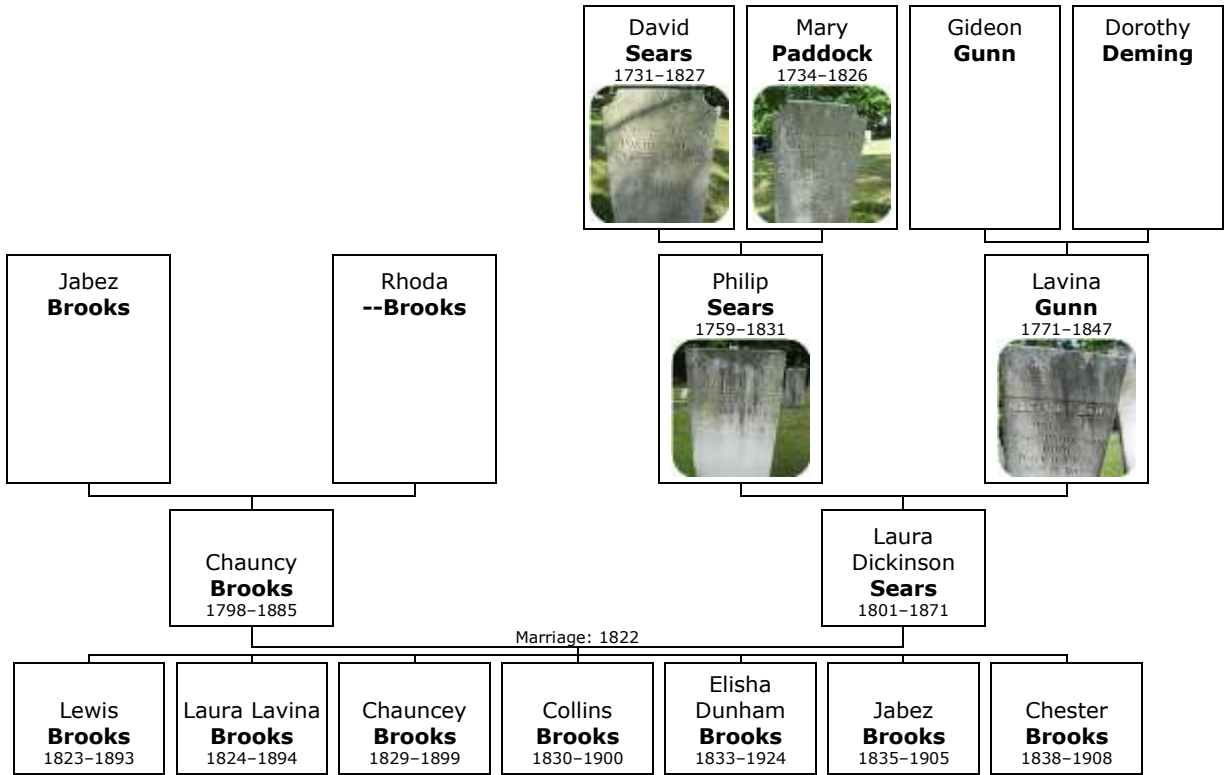 David
Sears
1731–1827
Mary
Paddock
1734–1826
Gideon
Gunn
Dorothy
Deming
Jabez
Brooks
Rhoda
--Brooks
Philip
Sears
1759–1831
Lavina
Gunn
1771–1847
Chauncy
Brooks
1798–1885
Laura
Dickinson
Sears
1801–1871
Marriage: 1822
Lewis
Brooks
1823–1893
Laura Lavina
Brooks
1824–1894
Chauncey
Brooks
1829–1899
Collins
Brooks
1830–1900
Elisha
Dunham
Brooks
1833–1924
Jabez
Brooks
1835–1905
Chester
Brooks
1838–1908